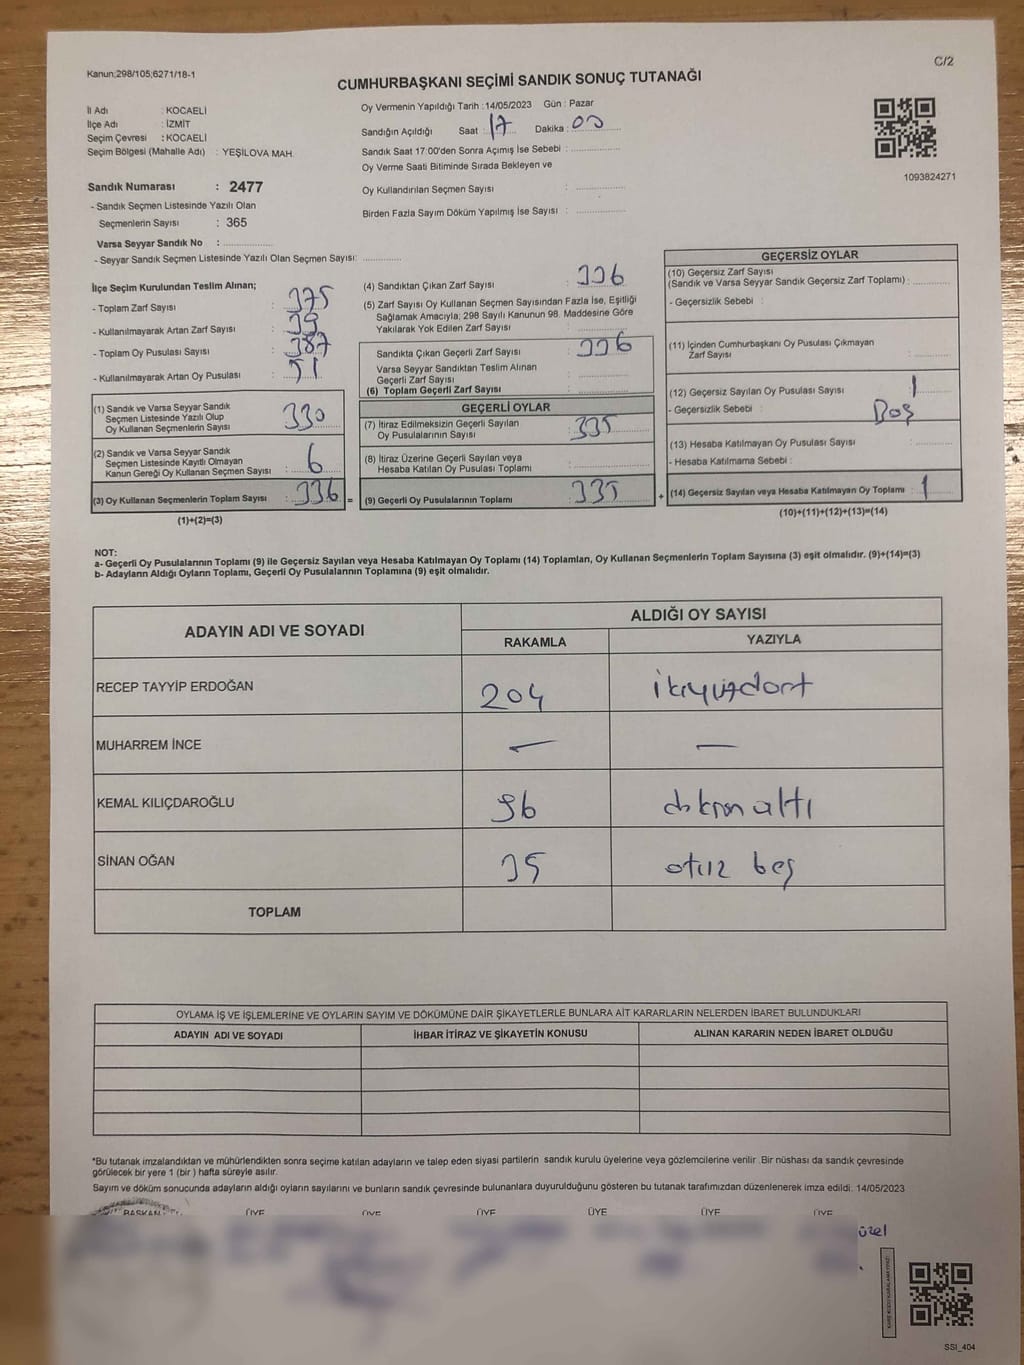 Kanun;298/105;6271/18-1
C/2
CUMHURBAŞKANI SEÇİMİ SANDIK SONUÇ TUTANAĞI
İl Adı : KOCAELİ
İlçe Adı : İZMİT
Seçim Çevresi : KOCAELİ
Seçim Bölgesi (Mahalle Adı) : YEŞİLOVA MAH.
Sandık Numarası : 2477
- Sandık Seçmen Listesinde Yazılı Olan
Seçmenlerin Sayısı : 365
Varsa Seyyar Sandık No : ..............
- Seyyar Sandık Seçmen Listesinde Yazılı Olan Seçmen Sayısı: ..............
Oy Vermenin Yapıldığı Tarih :14/05/2023 Gün : Pazar
Sandığın Açıldığı Saat : 17 Dakika : 00
Sandık Saat 17:00'den Sonra Açımış İse Sebebi : ..............
Oy Verme Saati Bitiminde Sırada Bekleyen ve
Oy Kullandırılan Seçmen Sayısı : ..............
Birden Fazla Sayım Döküm Yapılmış İse Sayısı : ..............
1093824271
İlçe Seçim Kurulundan Teslim Alınan;
- Toplam Zarf Sayısı : 375
- Kullanılmayarak Artan Zarf Sayısı : 39
- Toplam Oy Pusulası Sayısı : 387
- Kullanılmayarak Artan Oy Pusulası : 51
(1) Sandık ve Varsa Seyyar Sandık
Seçmen Listesinde Yazılı Olup
Oy Kullanan Seçmenlerin Sayısı : 330
(2) Sandık ve Varsa Seyyar Sandık
Seçmen Listesinde Kayıtlı Olmayan
Kanun Gereği Oy Kullanan Seçmen Sayısı : 6
(3) Oy Kullanan Seçmenlerin Toplam Sayısı : 336 =
(1)+(2)=(3)
(4) Sandıktan Çıkan Zarf Sayısı : 336
(5) Zarf Sayısı Oy Kullanan Seçmen Sayısından Fazla İse, Eşitliği
Sağlamak Amacıyla; 298 Sayılı Kanunun 98. Maddesine Göre
Yakılarak Yok Edilen Zarf Sayısı : ..............
Sandıkta Çıkan Geçerli Zarf Sayısı : 336
Varsa Seyyar Sandıktan Teslim Alınan
Geçerli Zarf Sayısı : ..............
(6) Toplam Geçerli Zarf Sayısı : ..............
GEÇERLİ OYLAR
(7) İtiraz Edilmeksizin Geçerli Sayılan
Oy Pusulalarının Sayısı : 335
(8) İtiraz Üzerine Geçerli Sayılan veya
Hesaba Katılan Oy Pusulası Toplamı : ..............
(9) Geçerli Oy Pusulalarının Toplamı : 335 +
GEÇERSİZ OYLAR
(10) Geçersiz Zarf Sayısı
(Sandık ve Varsa Seyyar Sandık Geçersiz Zarf Toplamı) : ..............
- Geçersizlik Sebebi :
(11) İçinden Cumhurbaşkanı Oy Pusulası Çıkmayan
Zarf Sayısı : ..............
(12) Geçersiz Sayılan Oy Pusulası Sayısı : 1
- Geçersizlik Sebebi : Boş
(13) Hesaba Katılmayan Oy Pusulası Sayısı : ..............
- Hesaba Katılmama Sebebi :
(14) Geçersiz Sayılan veya Hesaba Katılmayan Oy Toplamı : 1
(10)+(11)+(12)+(13)=(14)
NOT:
a- Geçerli Oy Pusulalarının Toplamı (9) ile Geçersiz Sayılan veya Hesaba Katılmayan Oy Toplamı (14) Toplamları, Oy Kullanan Seçmenlerin Toplam Sayısına (3) eşit olmalıdır. (9)+(14)=(3)
b- Adayların Aldığı Oyların Toplamı, Geçerli Oy Pusulalarının Toplamına (9) eşit olmalıdır.
ADAYIN ADI VE SOYADI
ALDIĞI OY SAYISI
RAKAMLA YAZIYLA
RECEP TAYYİP ERDOĞAN 204 ikiyüzdört
MUHARREM İNCE — —
KEMAL KILIÇDAROĞLU 96 doksan altı
SİNAN OĞAN 35 otuz beş
TOPLAM
OYLAMA İŞ VE İŞLEMLERİNE VE OYLARIN SAYIM VE DÖKÜMÜNE DAİR ŞİKAYETLERLE BUNLARA AİT KARARLARIN NELERDEN İBARET BULUNDUKLARI
ADAYIN ADI VE SOYADI İHBAR İTİRAZ VE ŞİKAYETİN KONUSU ALINAN KARARIN NEDEN İBARET OLDUĞU
*Bu tutanak imzalandıktan ve mühürlendikten sonra seçime katılan adayların ve talep eden siyasi partilerin sandık kurulu üyelerine veya gözlemcilerine verilir .Bir nüshası da sandık çevresinde
görülecek bir yere 1 (bir ) hafta süreyle asılır.
Sayım ve döküm sonucunda adayların aldığı oyların sayılarını ve bunların sandık çevresinde bulunanlara duyurulduğunu gösteren bu tutanak tarafımızdan düzenlenerek imza edildi. 14/05/2023
BAŞKAN ÜYE ÜYE ÜYE ÜYE ÜYE ÜYE
üzel
SSI_404